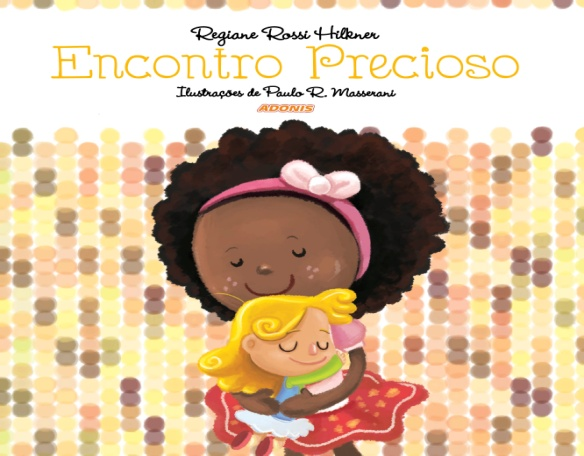 Regiane Rossi Hilkner
Encontro Precioso
Ilustrações de Paulo R. Masserani
ADONIS